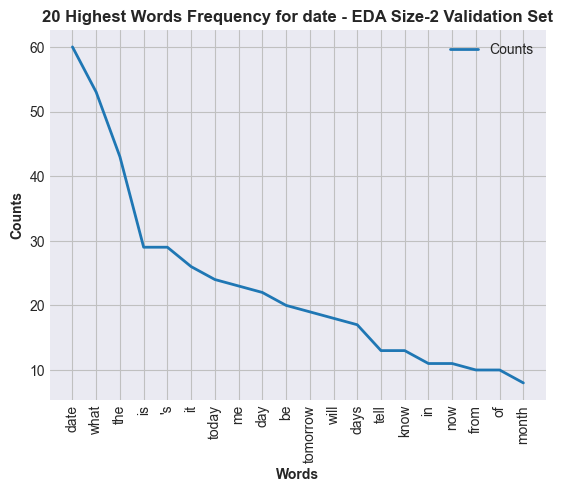 20 Highest Words Frequency for date - EDA Size-2 Validation Set
Counts
60
50
40
30
20
10
Counts
date
what
the
is
's
it
today
me
day
be
tomorrow
will
days
tell
know
in
now
from
of
month
Words